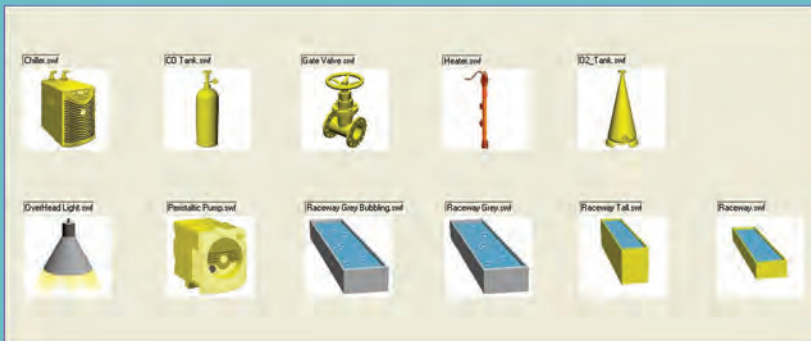 Chiller.swf
CO Tank.swf
Gate Valve.swf
Heater.swf
O2_Tank.swf
OverHead Light.swf
Peristaltic Pump.swf
Raceway Grey Bubbling.swf
Raceway Grey.swf
Raceway Tall.swf
Raceway.swf